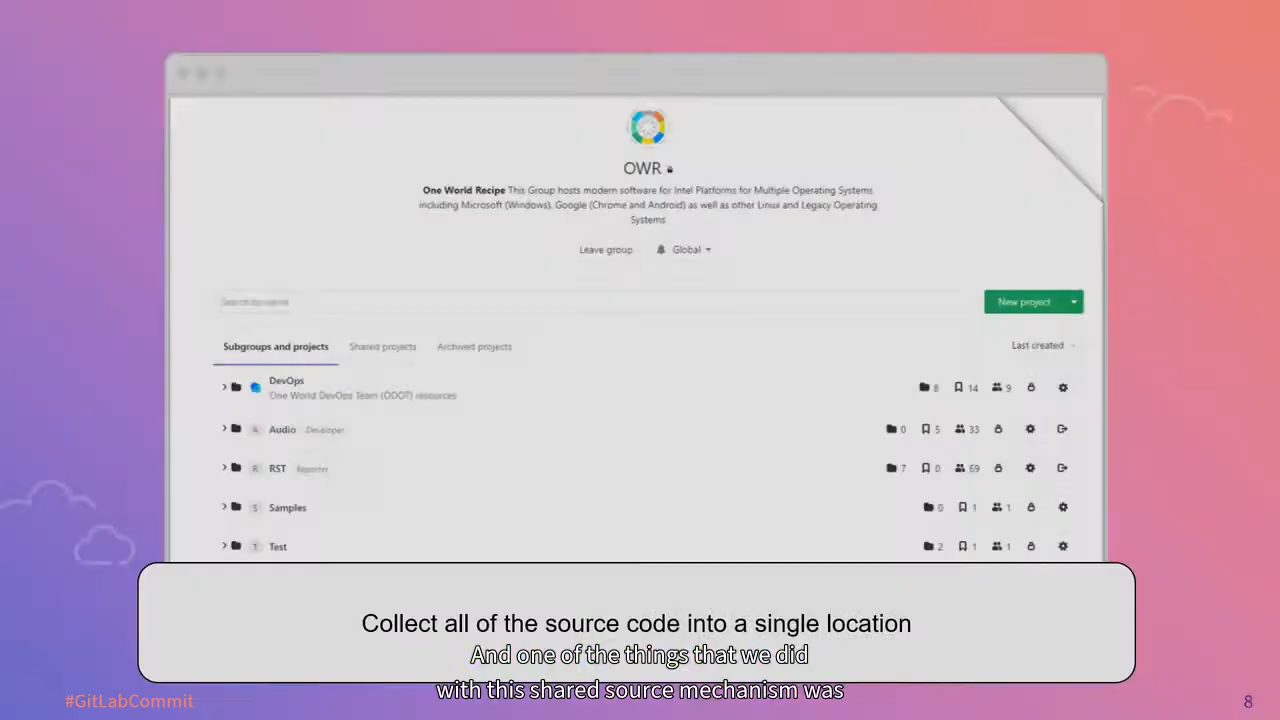 OWR
One World Recipe This Group hosts modern software for Intel Platforms for Multiple Operating Systems
including Microsoft (Windows), Google (Chrome and Android) as well as other Linux and Legacy Operating
Systems
Leave group Global
Search by name
New project
Subgroups and projects Shared projects Archived projects Last created
DevOps
One World DevOps Team (ODOT) resources
6 14 9
A Audio Developer 0 5 33
R RST Reporter 7 0 69
S Samples 0 1 1
T Test 2 1 1
Collect all of the source code into a single location
And one of the things that we did
with this shared source mechanism was
#GitLabCommit
8